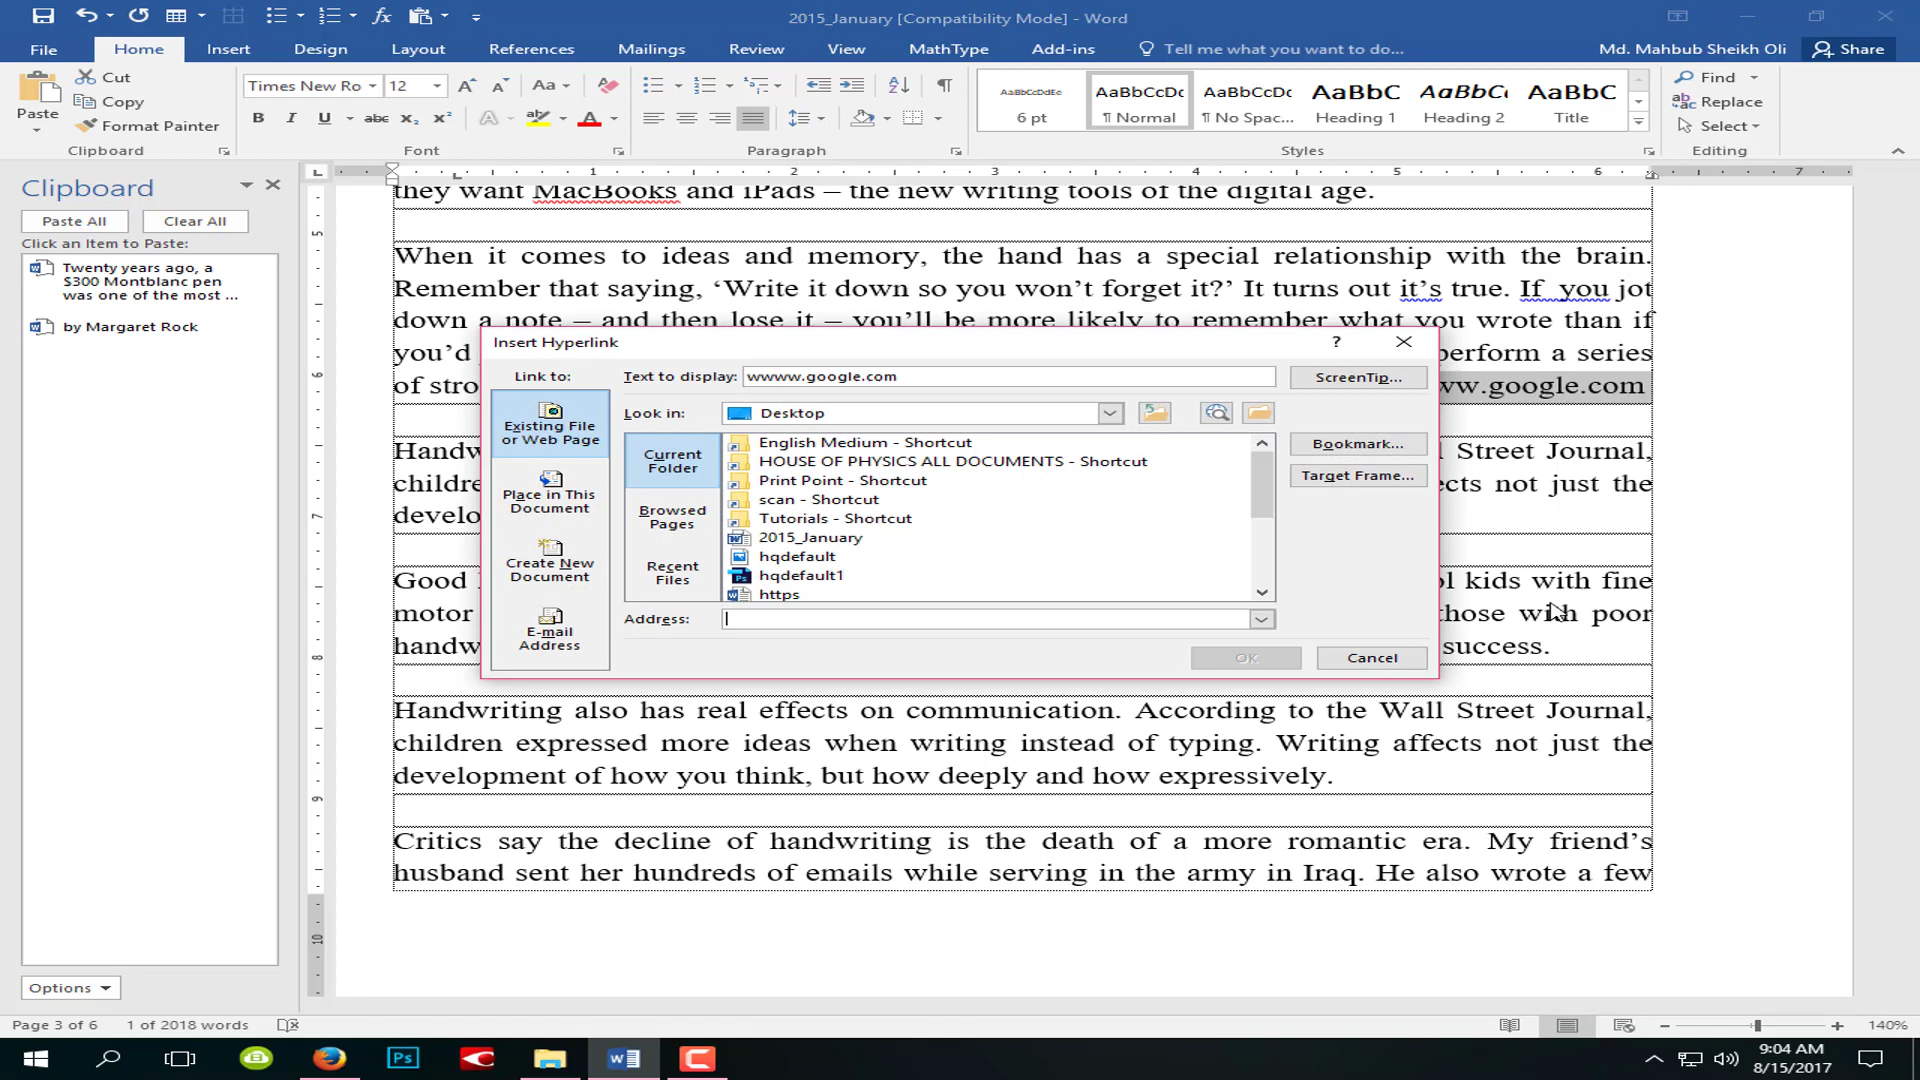 2015_January [Compatibility Mode] - Word
File Home Insert Design Layout References Mailings Review View MathType Add-ins Tell me what you want to do... Md. Mahbub Sheikh Oli Share
Paste
Cut
Copy
Format Painter
Clipboard
Times New Ro 12
Font
Paragraph
AaBbCcDdEe AaBbCcDc AaBbCcDc AaBbC AaBbC AaBbC
6 pt ¶ Normal ¶ No Spac... Heading 1 Heading 2 Title
Styles
Find
Replace
Select
Editing
Clipboard
Paste All Clear All
Click an Item to Paste:
Twenty years ago, a
$300 Montblanc pen
was one of the most ...
by Margaret Rock
Options
1 2 3 4 5 6 7
5
6
7
8
9
10
they want MacBooks and iPads – the new writing tools of the digital age.
When it comes to ideas and memory, the hand has a special relationship with the brain.
Remember that saying, ‘Write it down so you won’t forget it?’ It turns out it’s true. If you jot
down a note – and then lose it – you’ll be more likely to remember what you wrote than if
you’d perform a series
of stro ww.google.com
Handw l Street Journal,
childre cts not just the
develo
Good ol kids with fine
motor those with poor
handw success.
Insert Hyperlink
Link to:
Existing File
or Web Page
Place in This
Document
Create New
Document
E-mail
Address
Text to display: wwww.google.com
ScreenTip...
Look in: Desktop
Current
Folder
Browsed
Pages
Recent
Files
English Medium - Shortcut
HOUSE OF PHYSICS ALL DOCUMENTS - Shortcut
Print Point - Shortcut
scan - Shortcut
Tutorials - Shortcut
2015_January
hqdefault
hqdefault1
https
Bookmark...
Target Frame...
Address:
OK Cancel
Handwriting also has real effects on communication. According to the Wall Street Journal,
children expressed more ideas when writing instead of typing. Writing affects not just the
development of how you think, but how deeply and how expressively.
Critics say the decline of handwriting is the death of a more romantic era. My friend’s
husband sent her hundreds of emails while serving in the army in Iraq. He also wrote a few
Page 3 of 6 1 of 2018 words
140%
9:04 AM
8/15/2017